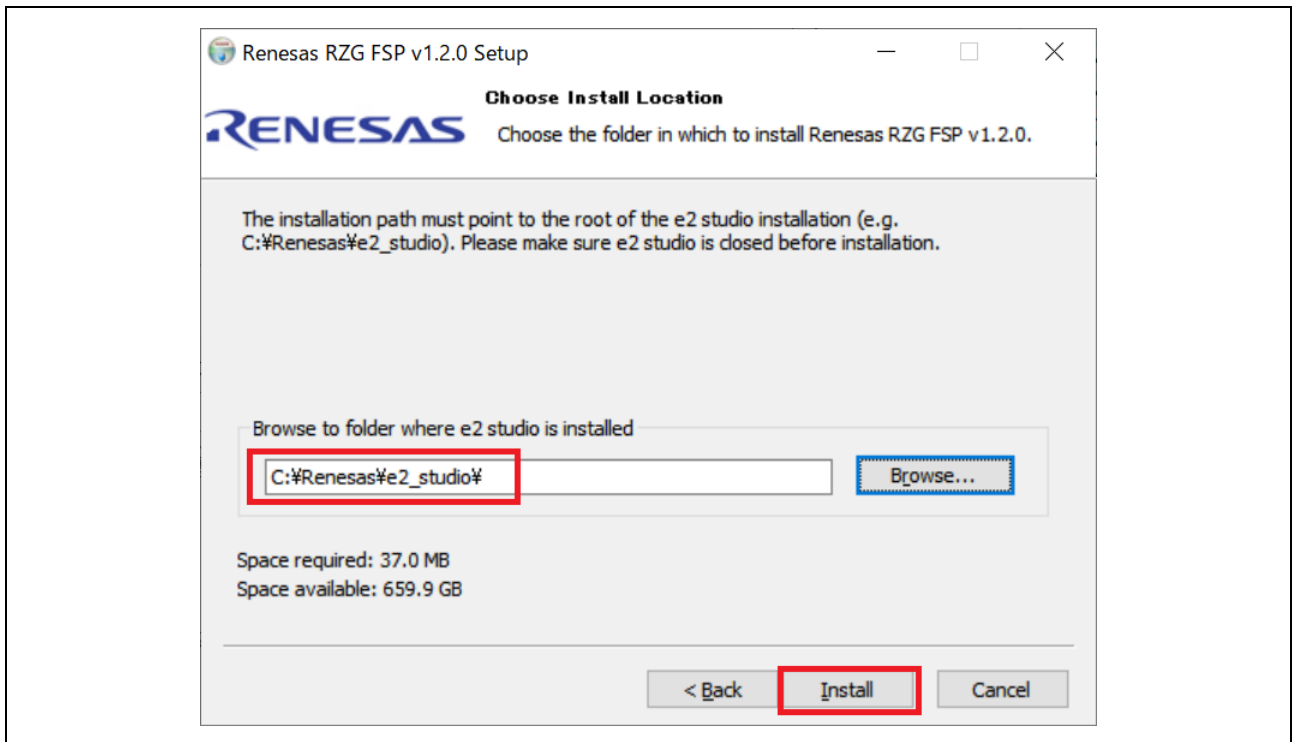 Renesas RZG FSP v1.2.0 Setup
Choose Install Location
RENESAS
Choose the folder in which to install Renesas RZG FSP v1.2.0.
The installation path must point to the root of the e2 studio installation (e.g.
C:¥Renesas¥e2_studio). Please make sure e2 studio is closed before installation.
Browse to folder where e2 studio is installed
C:¥Renesas¥e2_studio¥
Browse...
Space required: 37.0 MB
Space available: 659.9 GB
< Back
Install
Cancel